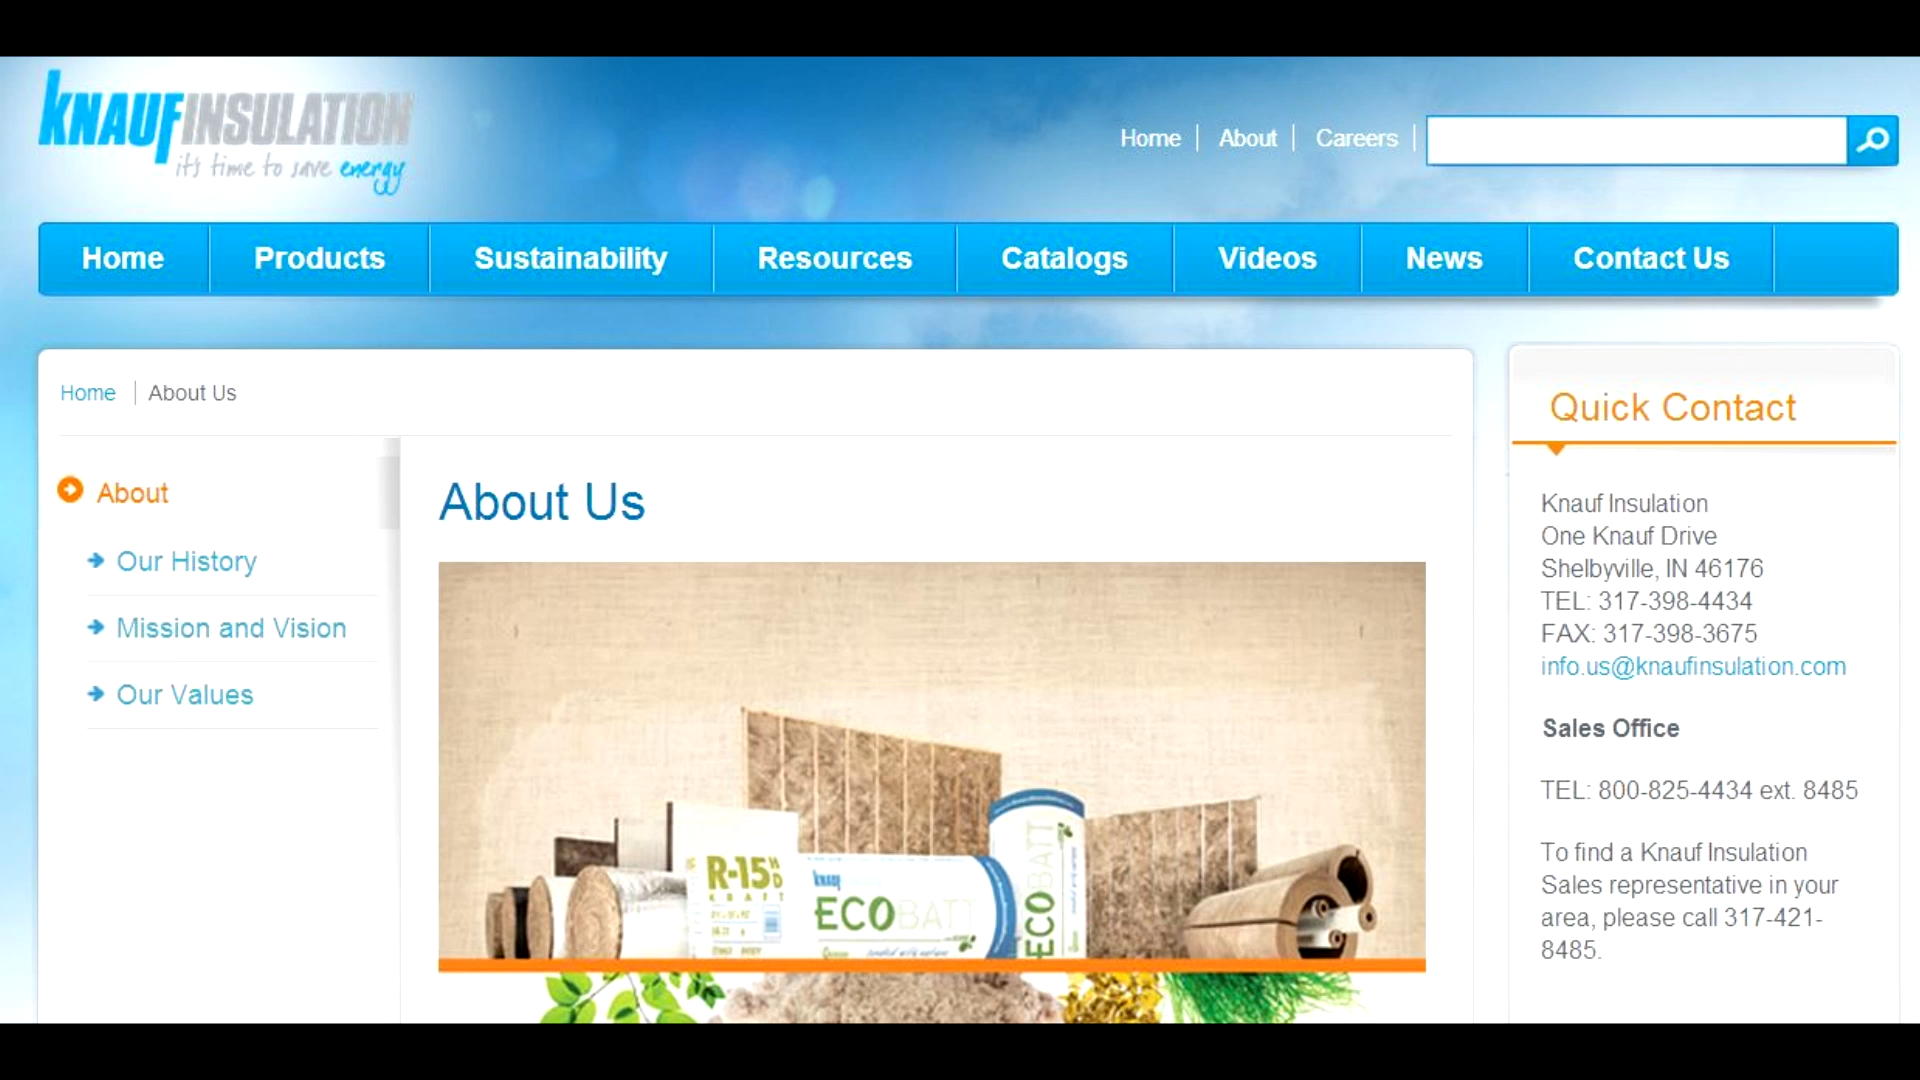 KNAUFINSULATION
it's time to save energy
Home
About
Careers
Home
Products
Sustainability
Resources
Catalogs
Videos
News
Contact Us
Home
About Us
About
Our History
Mission and Vision
Our Values
About Us
R-15 HD
KRAFT
KNAUF
ECOBATT
ECOBATT
Quick Contact
Knauf Insulation
One Knauf Drive
Shelbyville, IN 46176
TEL: 317-398-4434
FAX: 317-398-3675
info.us@knaufinsulation.com
Sales Office
TEL: 800-825-4434 ext. 8485
To find a Knauf Insulation
Sales representative in your
area, please call 317-421-
8485.